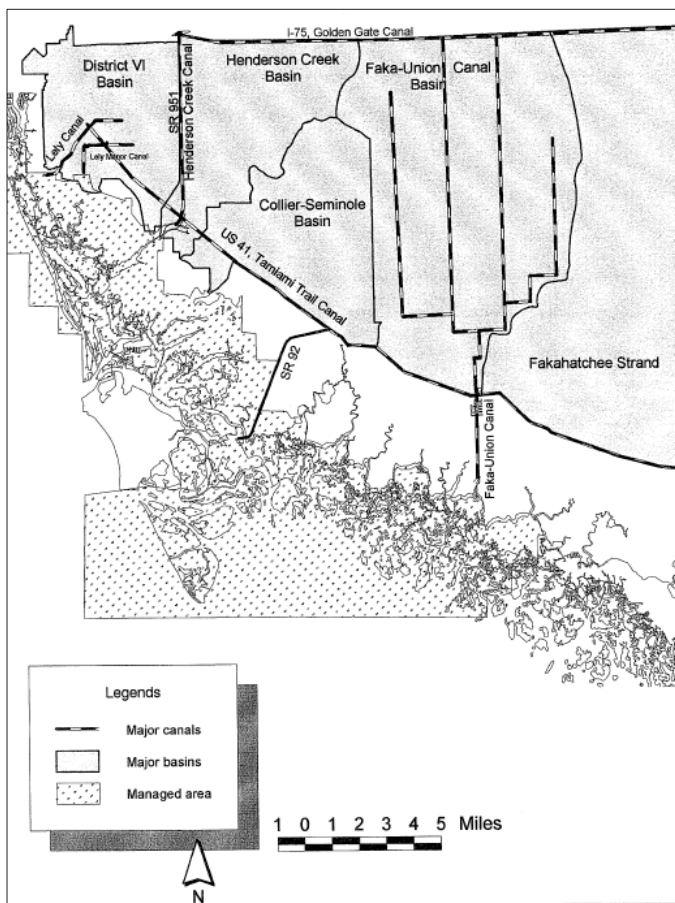 I-75, Golden Gate Canal
District VI
Basin
Henderson Creek
Basin
Faka-Union
Basin
Canal
SR 951
Henderson Creek Canal
Lely Canal
Lely Manor Canal
Collier-Seminole
Basin
US 41, Tamiami Trail Canal
SR 92
Fakahatchee Strand
Faka-Union Canal
Legends
Major canals
Major basins
Managed area
1 0 1 2 3 4 5 Miles
N